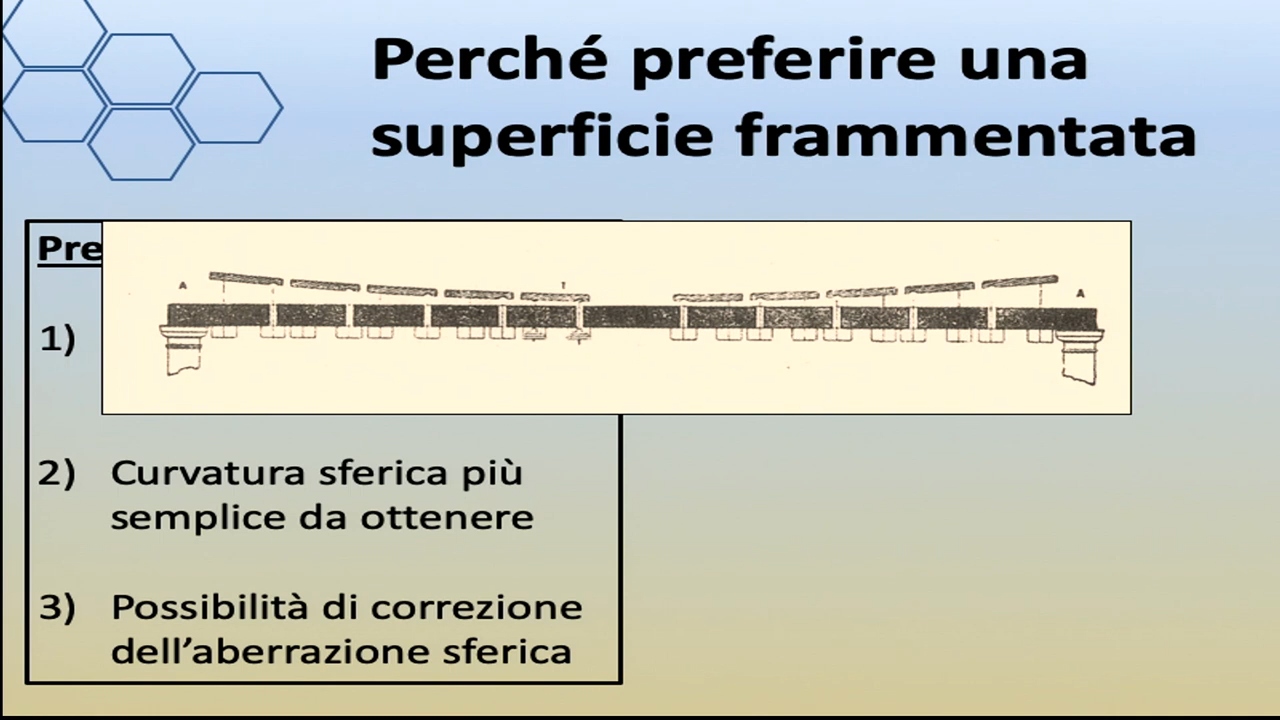 Perché preferire una
superficie frammentata
Pre
1)
A
T
A
2) Curvatura sferica più
semplice da ottenere
3) Possibilità di correzione
dell’aberrazione sferica